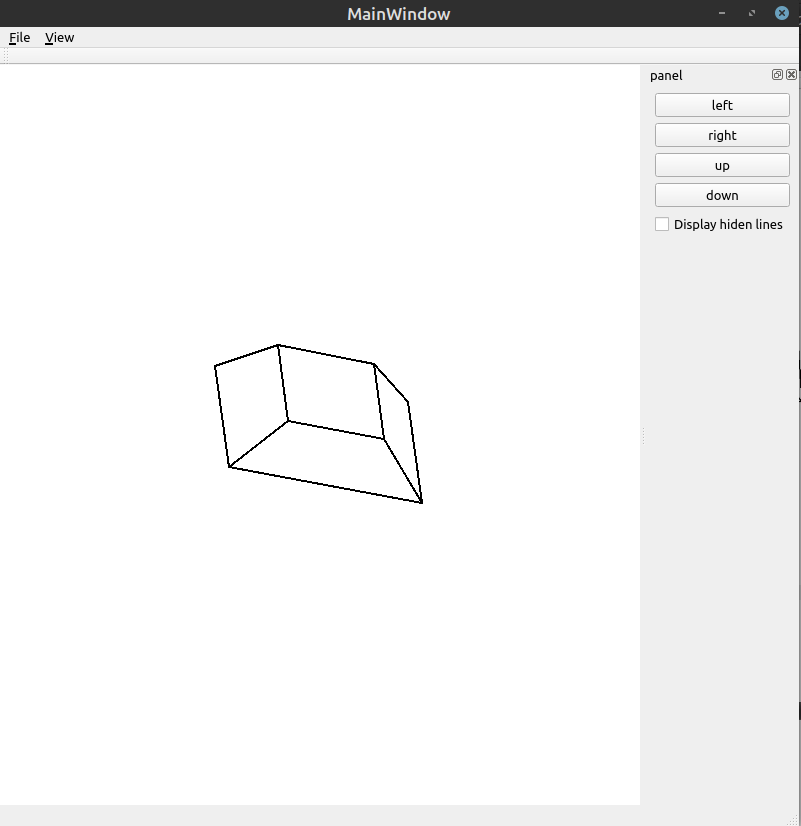 MainWindow
File View
panel
left
right
up
down
Display hiden lines